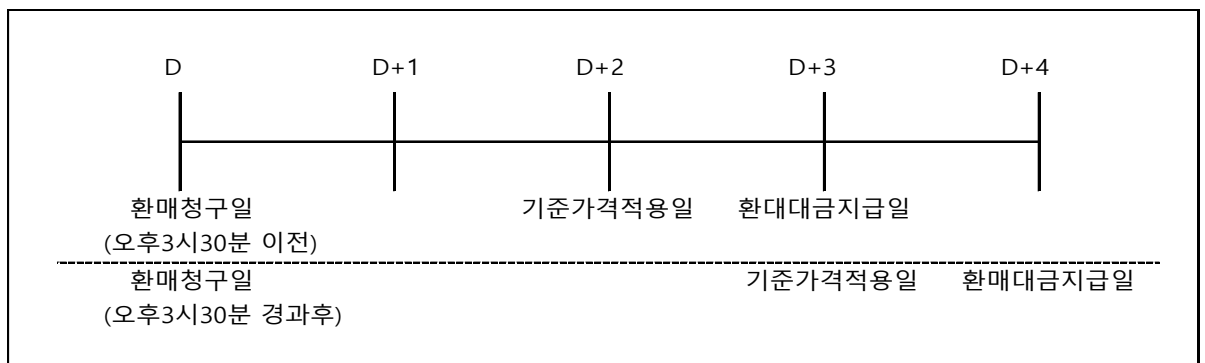 D D+1 D+2 D+3 D+4
환매청구일 기준가격적용일 환대대금지급일
(오후3시30분 이전)
환매청구일 기준가격적용일 환매대금지급일
(오후3시30분 경과후)